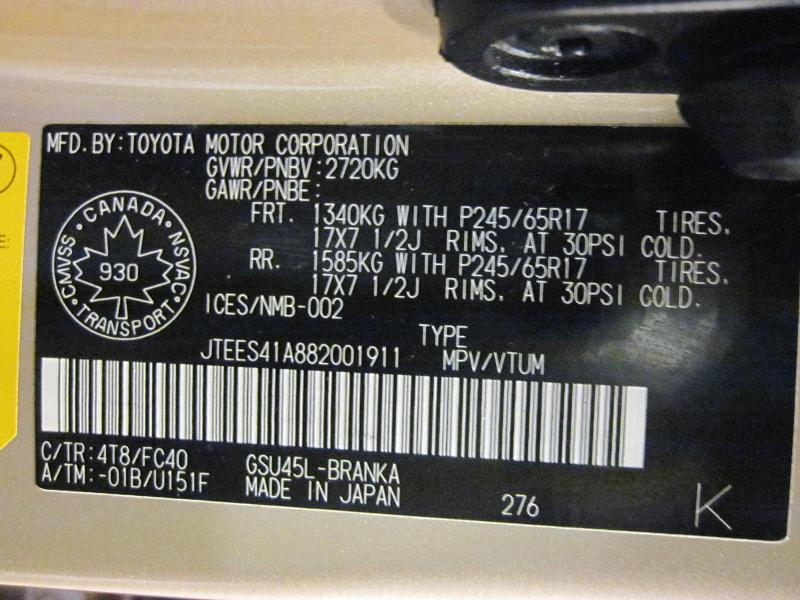 MFD. BY: TOYOTA MOTOR CORPORATION
GVWR/PNBV: 2720KG
GAWR/PNBE:
FRT. 1340KG WITH P245/65R17 TIRES.
17X7 1/2J RIMS. AT 30PSI COLD.
RR. 1585KG WITH P245/65R17 TIRES.
17X7 1/2J RIMS. AT 30PSI COLD.
ICES/NMB-002
CANADA · NSVAC · TRANSPORT · CMVSS ·
930
TYPE
JTEES41A882001911 MPV/VTUM
C/TR: 4T8/FC40 GSU45L-BRANKA
A/TM: -01B/U151F MADE IN JAPAN
276
K
E: